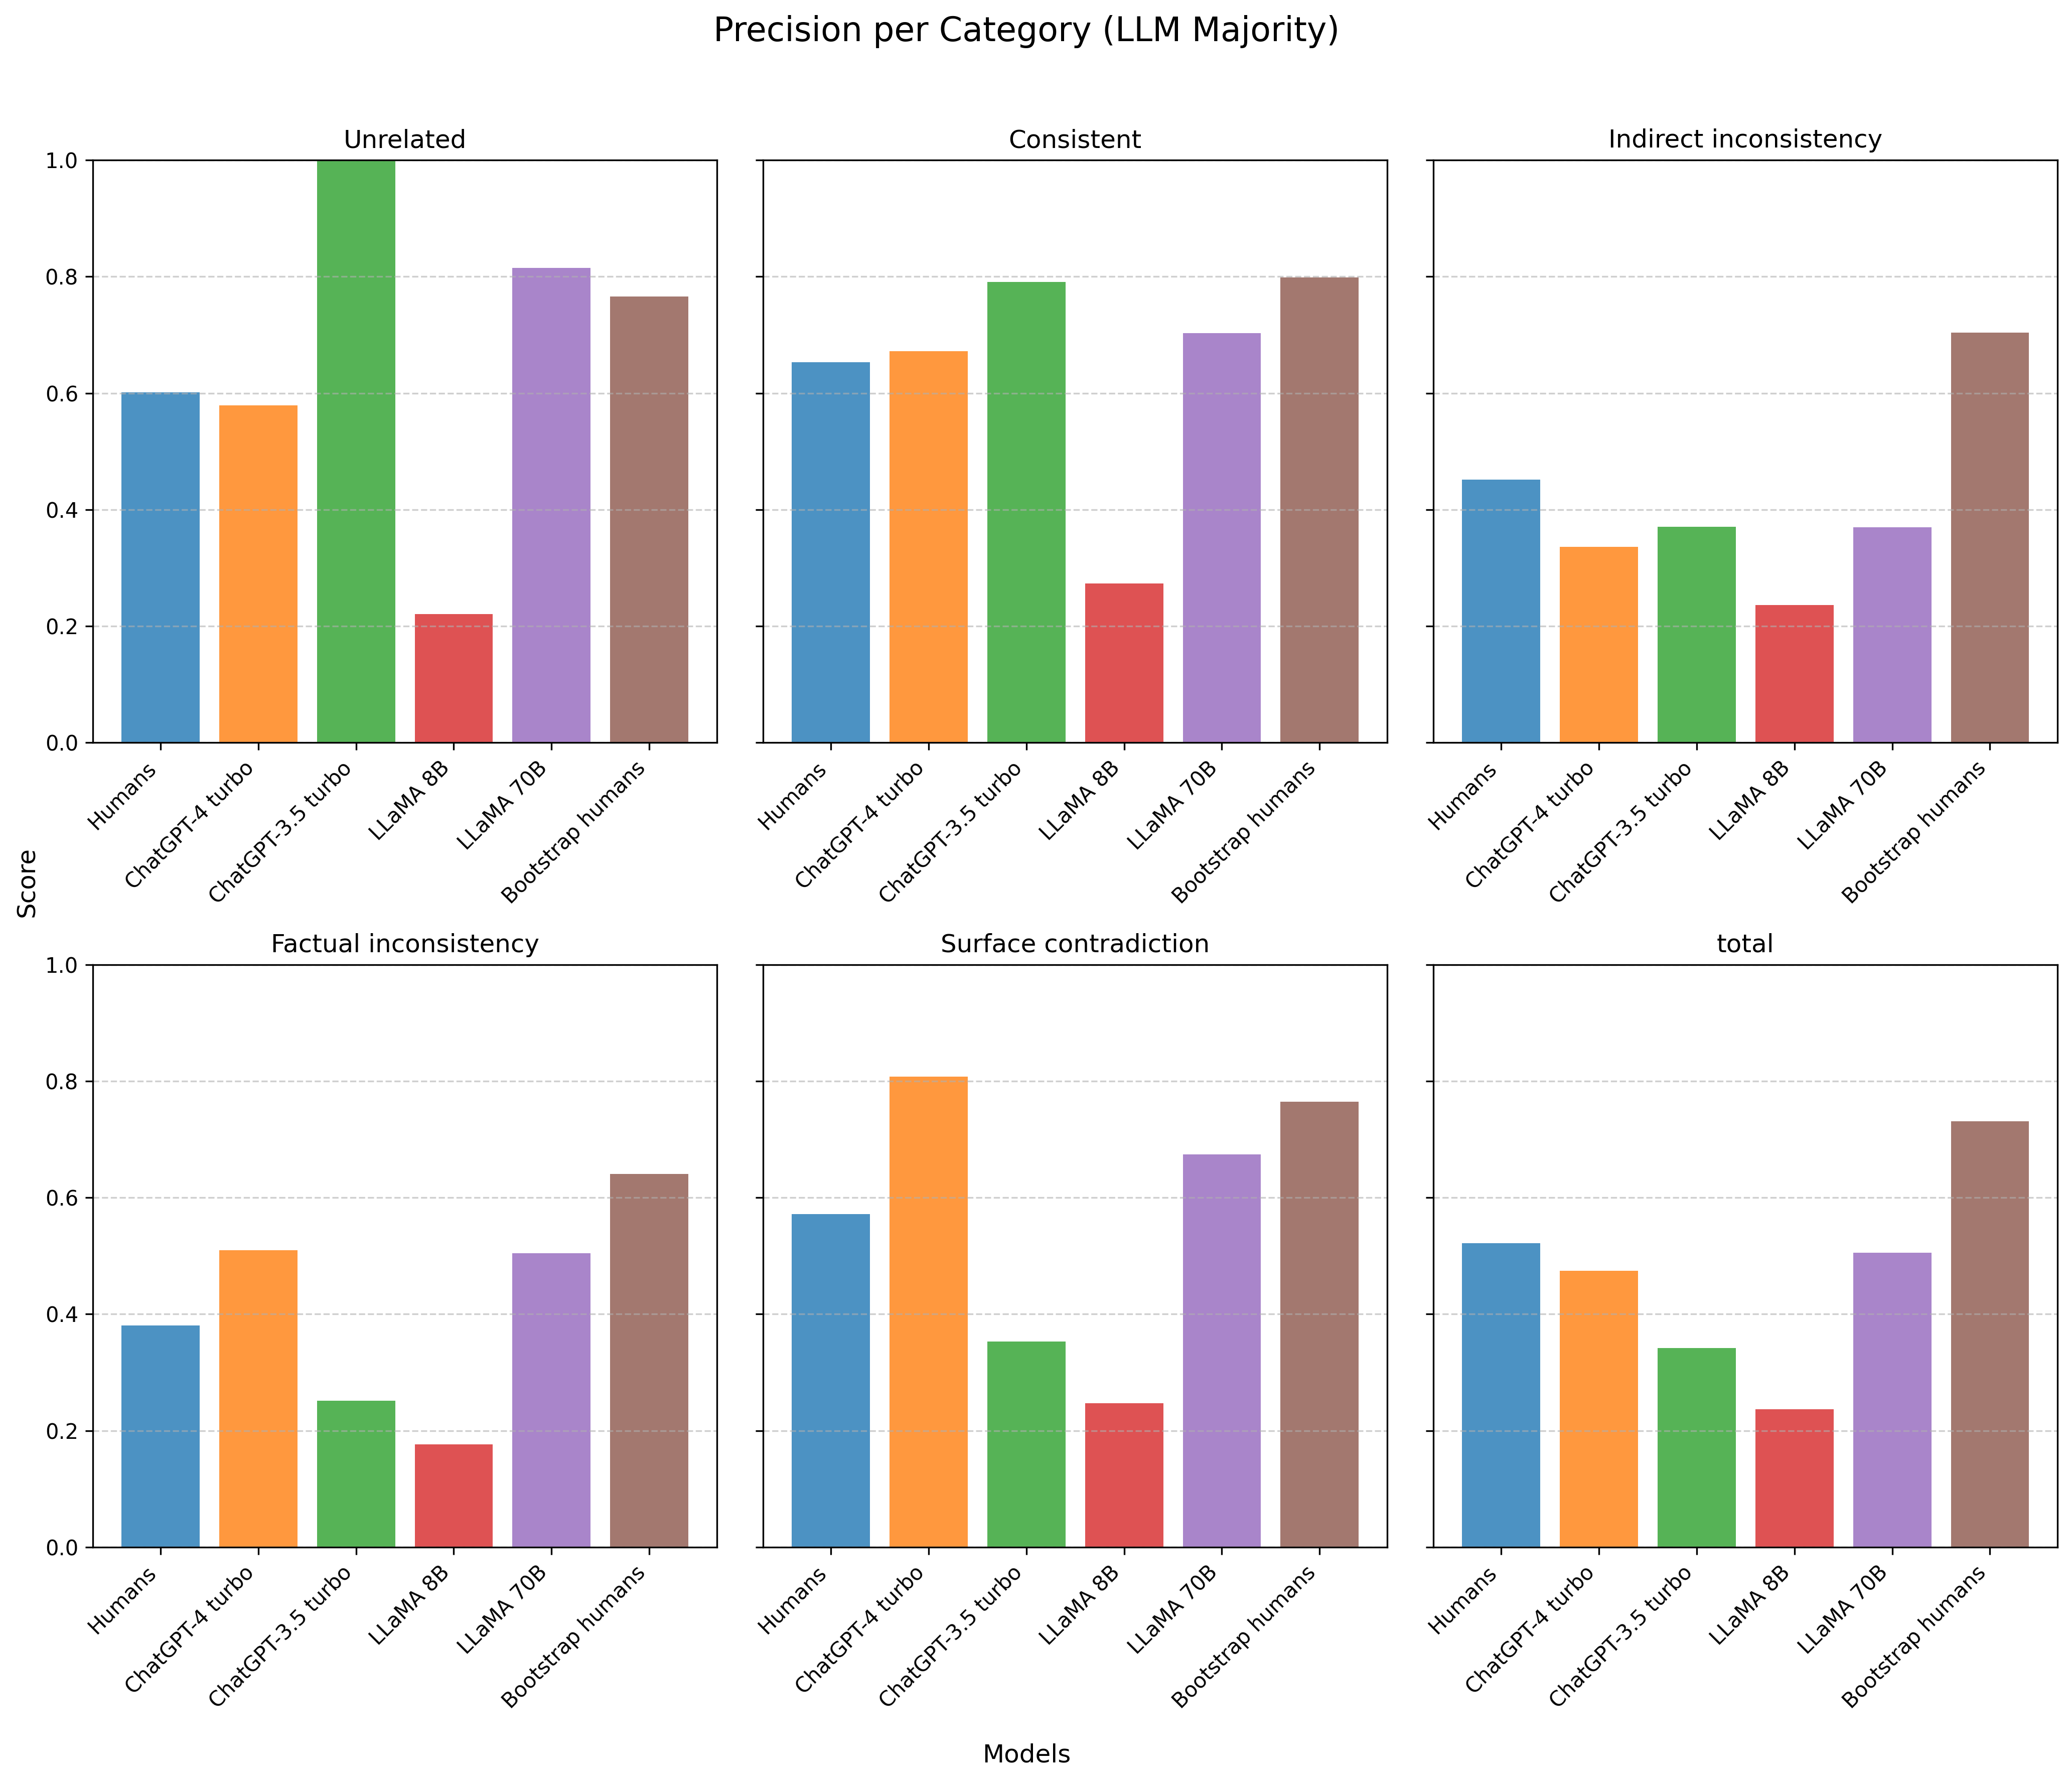 Precision per Category (LLM Majority)
Unrelated
Consistent
Indirect inconsistency
1.0
0.8
0.6
0.4
0.2
0.0
Humans
ChatGPT-4 turbo
ChatGPT-3.5 turbo
LLaMA 8B
LLaMA 70B
Bootstrap humans
Humans
ChatGPT-4 turbo
ChatGPT-3.5 turbo
LLaMA 8B
LLaMA 70B
Bootstrap humans
Humans
ChatGPT-4 turbo
ChatGPT-3.5 turbo
LLaMA 8B
LLaMA 70B
Bootstrap humans
Score
Factual inconsistency
Surface contradiction
total
1.0
0.8
0.6
0.4
0.2
0.0
Humans
ChatGPT-4 turbo
ChatGPT-3.5 turbo
LLaMA 8B
LLaMA 70B
Bootstrap humans
Humans
ChatGPT-4 turbo
ChatGPT-3.5 turbo
LLaMA 8B
LLaMA 70B
Bootstrap humans
Humans
ChatGPT-4 turbo
ChatGPT-3.5 turbo
LLaMA 8B
LLaMA 70B
Bootstrap humans
Models